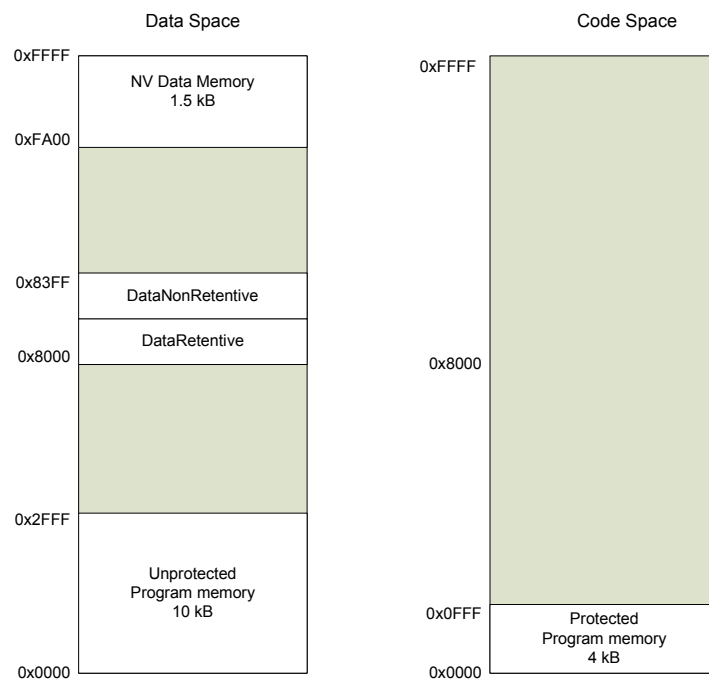 Data Space
0xFFFF
NV Data Memory
1.5 kB
0xFA00
0x83FF
DataNonRetentive
DataRetentive
0x8000
0x2FFF
Unprotected
Program memory
10 kB
0x0000
Code Space
0xFFFF
0x8000
0x0FFF
Protected
Program memory
4 kB
0x0000